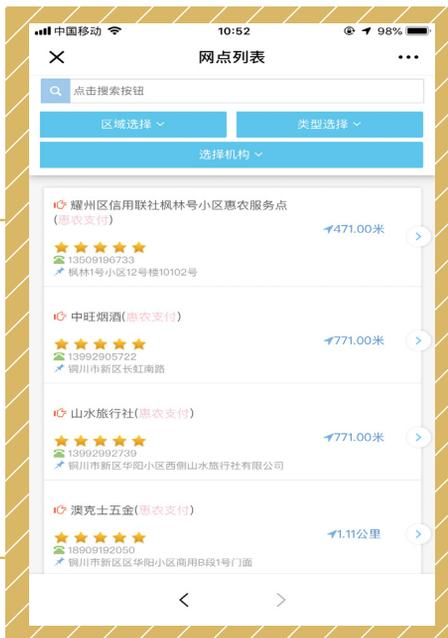 中国移动 10:52 98%
网点列表
点击搜索按钮
区域选择 类型选择
选择机构
耀州区信用联社枫林号小区惠农服务点
(惠农支付)
471.00米
13509196733
枫林1号小区12号楼10102号
中旺烟酒(惠农支付)
771.00米
13992905722
铜川市新区长虹南路
山水旅行社(惠农支付)
771.00米
13992992739
铜川市新区华阳小区西侧山水旅行社有限公司
澳克士五金(惠农支付)
1.11公里
18909192050
铜川市新区区华阳小区商用B段1号门面